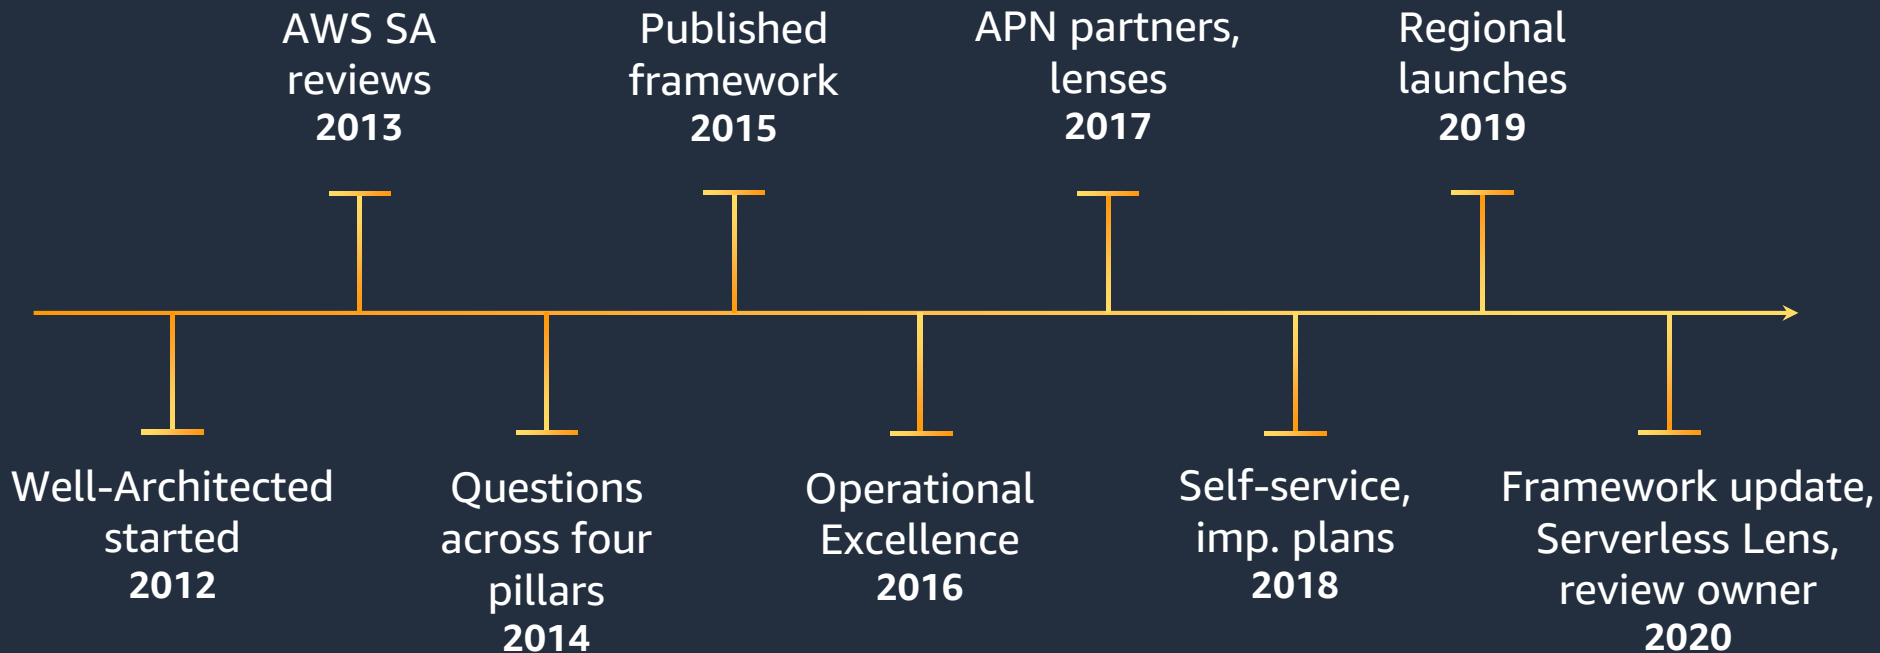 AWS SA
reviews
2013
Published
framework
2015
APN partners,
lenses
2017
Regional
launches
2019
Well-Architected
started
2012
Questions
across four
pillars
2014
Operational
Excellence
2016
Self-service,
imp. plans
2018
Framework update,
Serverless Lens,
review owner
2020